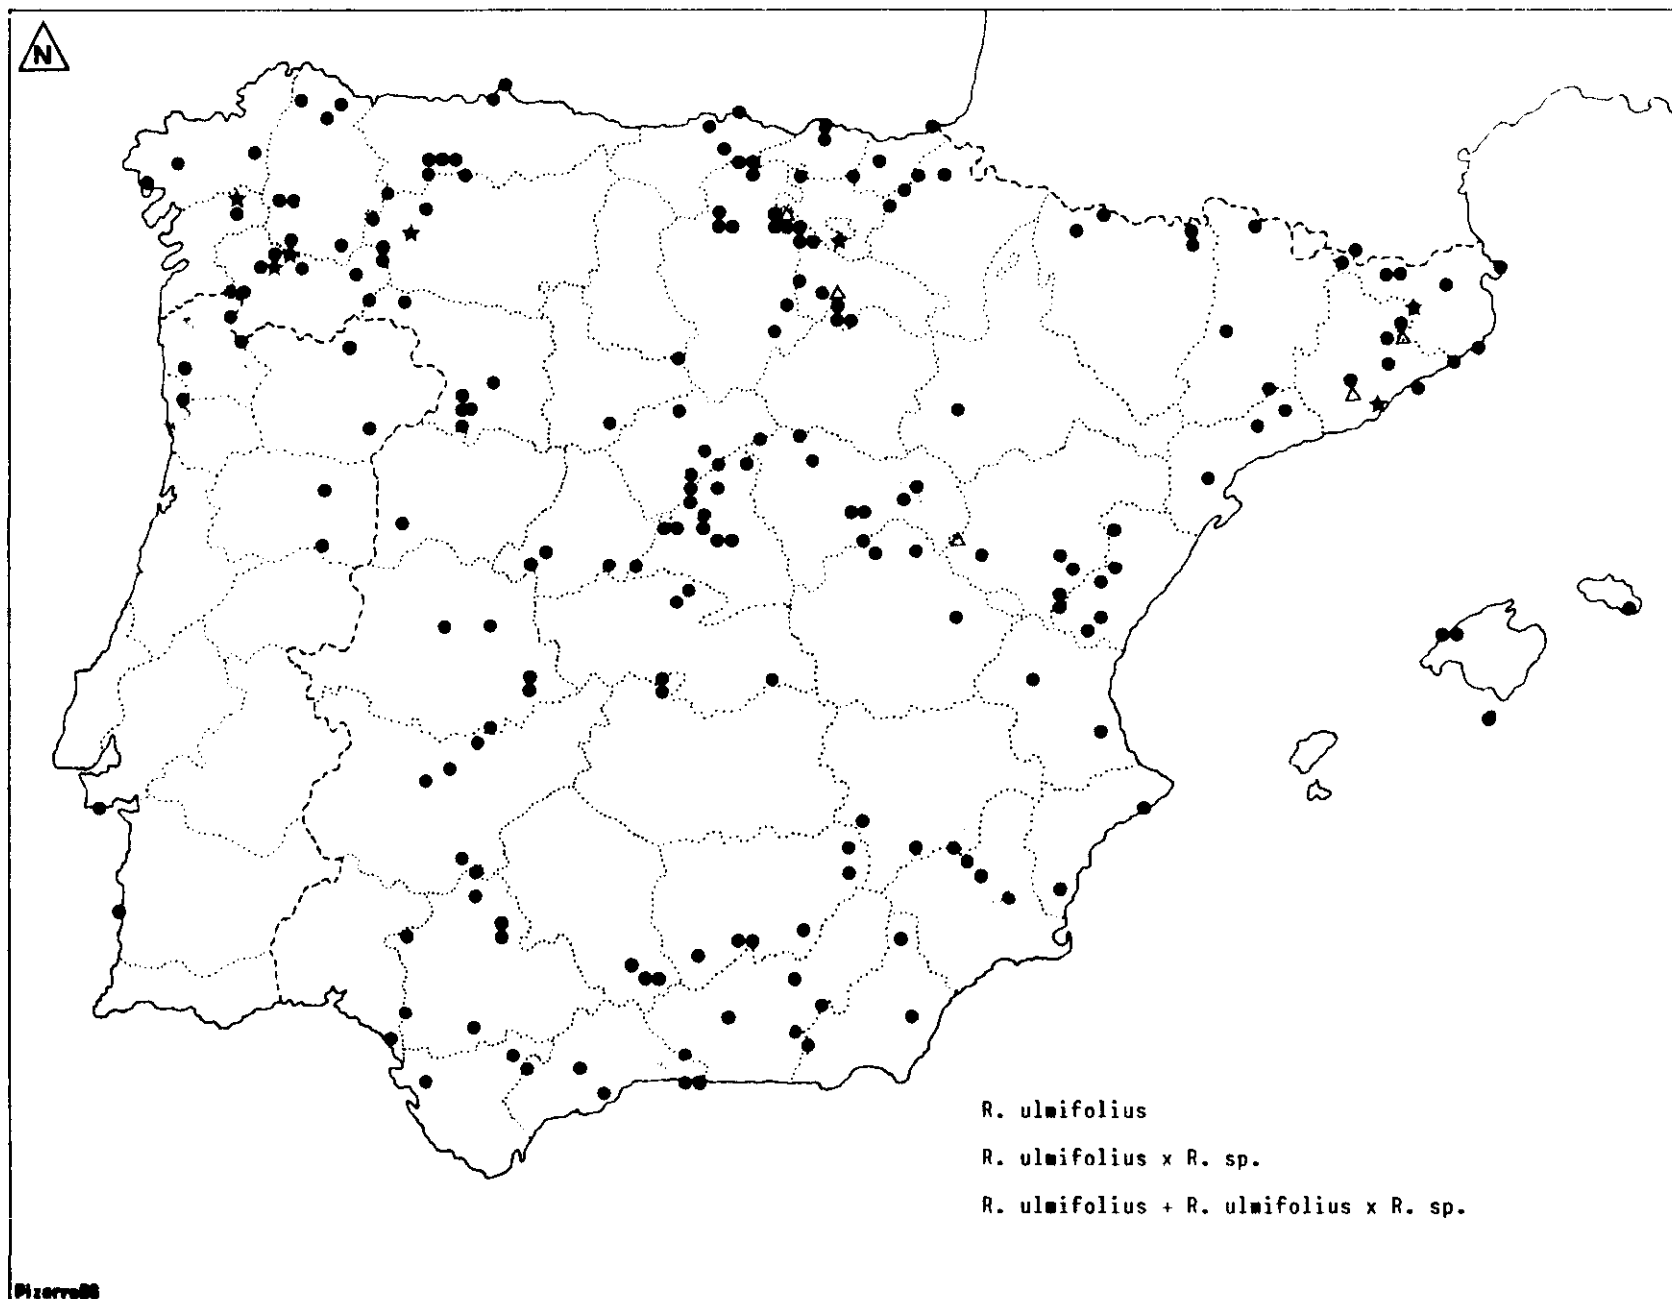 N
R. ulmifolius
R. ulmifolius x R. sp.
R. ulmifolius + R. ulmifolius x R. sp.